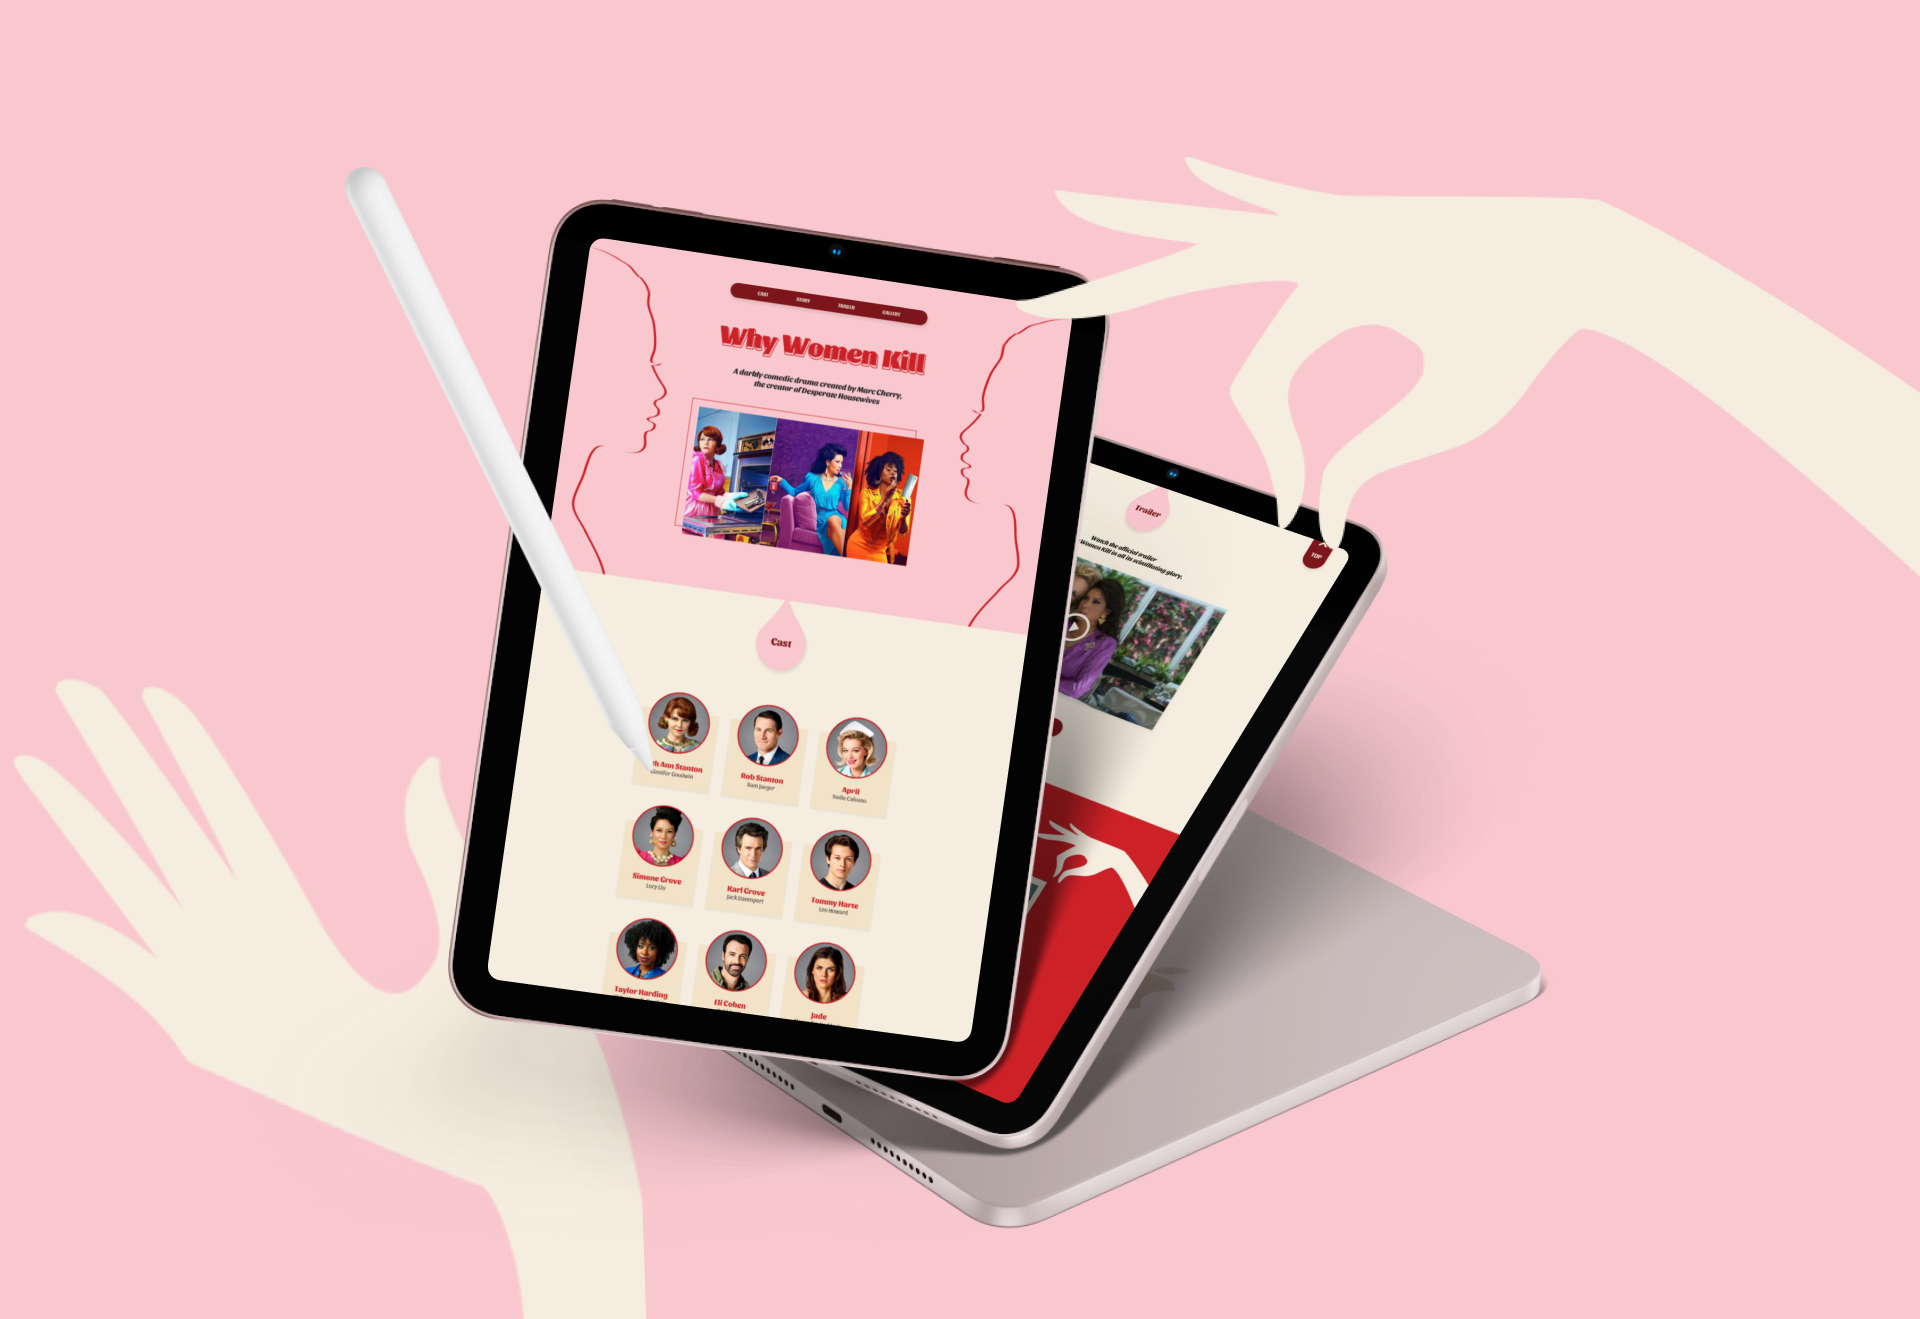 CAST STORY TRAILER GALLERY
Why Women Kill
A darkly comedic drama created by Marc Cherry,
the creator of Desperate Housewives
Cast
Ann Stanton
Ginnifer Goodwin
Rob Stanton
Sam Jaeger
April
Sadie Calvano
Simone Grove
Lucy Liu
Karl Grove
Jack Davenport
Tommy Harte
Leo Howard
Taylor Harding
Eli Cohen
Jade
Trailer
Watch the official trailer
Women Kill in all its scintillating glory.
TOP